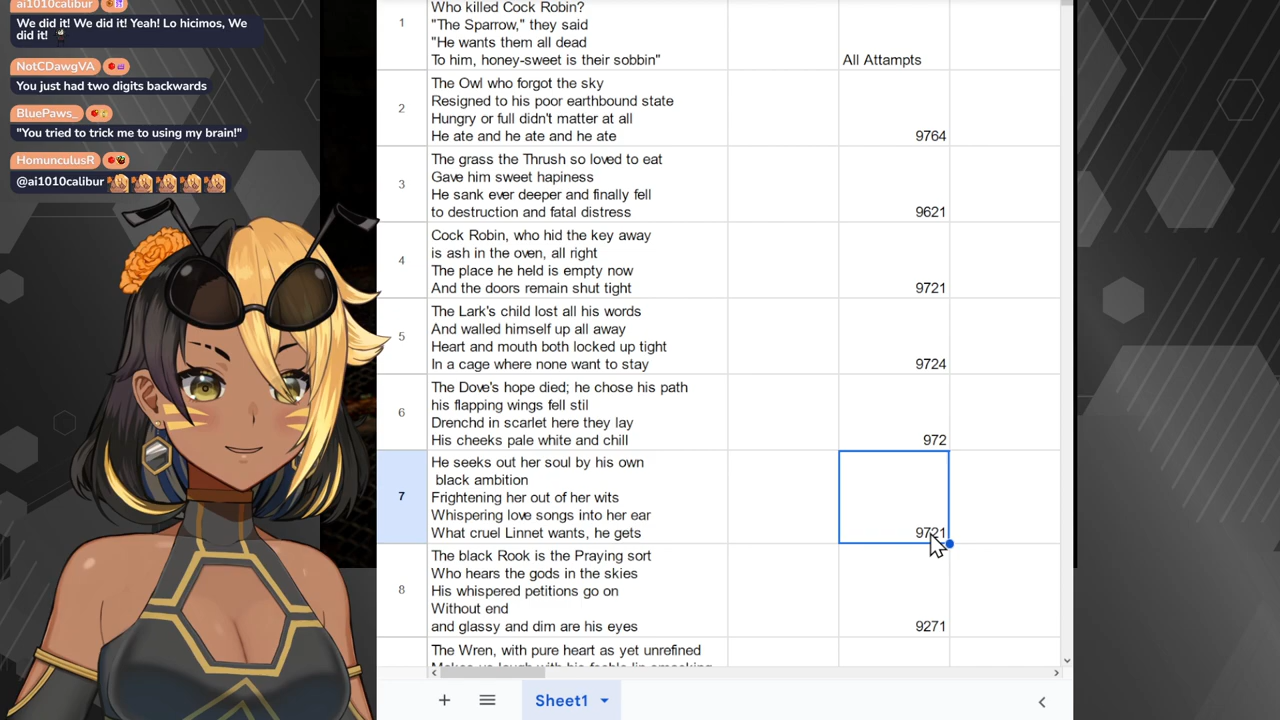 ai1010calibur
We did it! We did it! Yeah! Lo hicimos, We
did it!
NotCDawgVA
You just had two digits backwards
BluePaws_
"You tried to trick me to using my brain!"
HomunculusR
@ai1010calibur
1
Who killed Cock Robin?
"The Sparrow," they said
"He wants them all dead
To him, honey-sweet is their sobbin"
All Attampts
2
The Owl who forgot the sky
Resigned to his poor earthbound state
Hungry or full didn't matter at all
He ate and he ate and he ate
9764
3
The grass the Thrush so loved to eat
Gave him sweet hapiness
He sank ever deeper and finally fell
to destruction and fatal distress
9621
4
Cock Robin, who hid the key away
is ash in the oven, all right
The place he held is empty now
And the doors remain shut tight
9721
5
The Lark's child lost all his words
And walled himself up all away
Heart and mouth both locked up tight
In a cage where none want to stay
9724
6
The Dove's hope died; he chose his path
his flapping wings fell stil
Drenchd in scarlet here they lay
His cheeks pale white and chill
972
7
He seeks out her soul by his own
black ambition
Frightening her out of her wits
Whispering love songs into her ear
What cruel Linnet wants, he gets
9721
8
The black Rook is the Praying sort
Who hears the gods in the skies
His whispered petitions go on
Without end
and glassy and dim are his eyes
9271
The Wren, with pure heart as yet unrefined
Sheet1